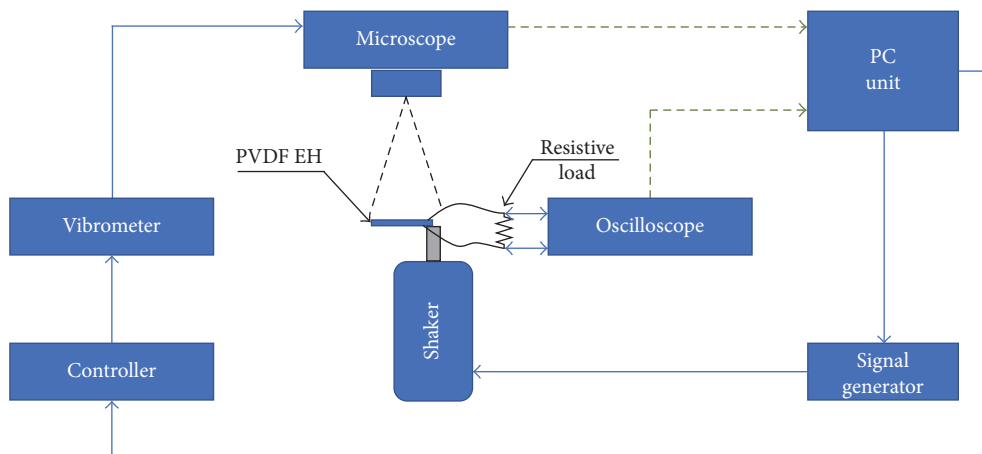 Microscope
PC
unit
PVDF EH
Resistive
load
Vibrometer
Oscilloscope
Shaker
Controller
Signal
generator